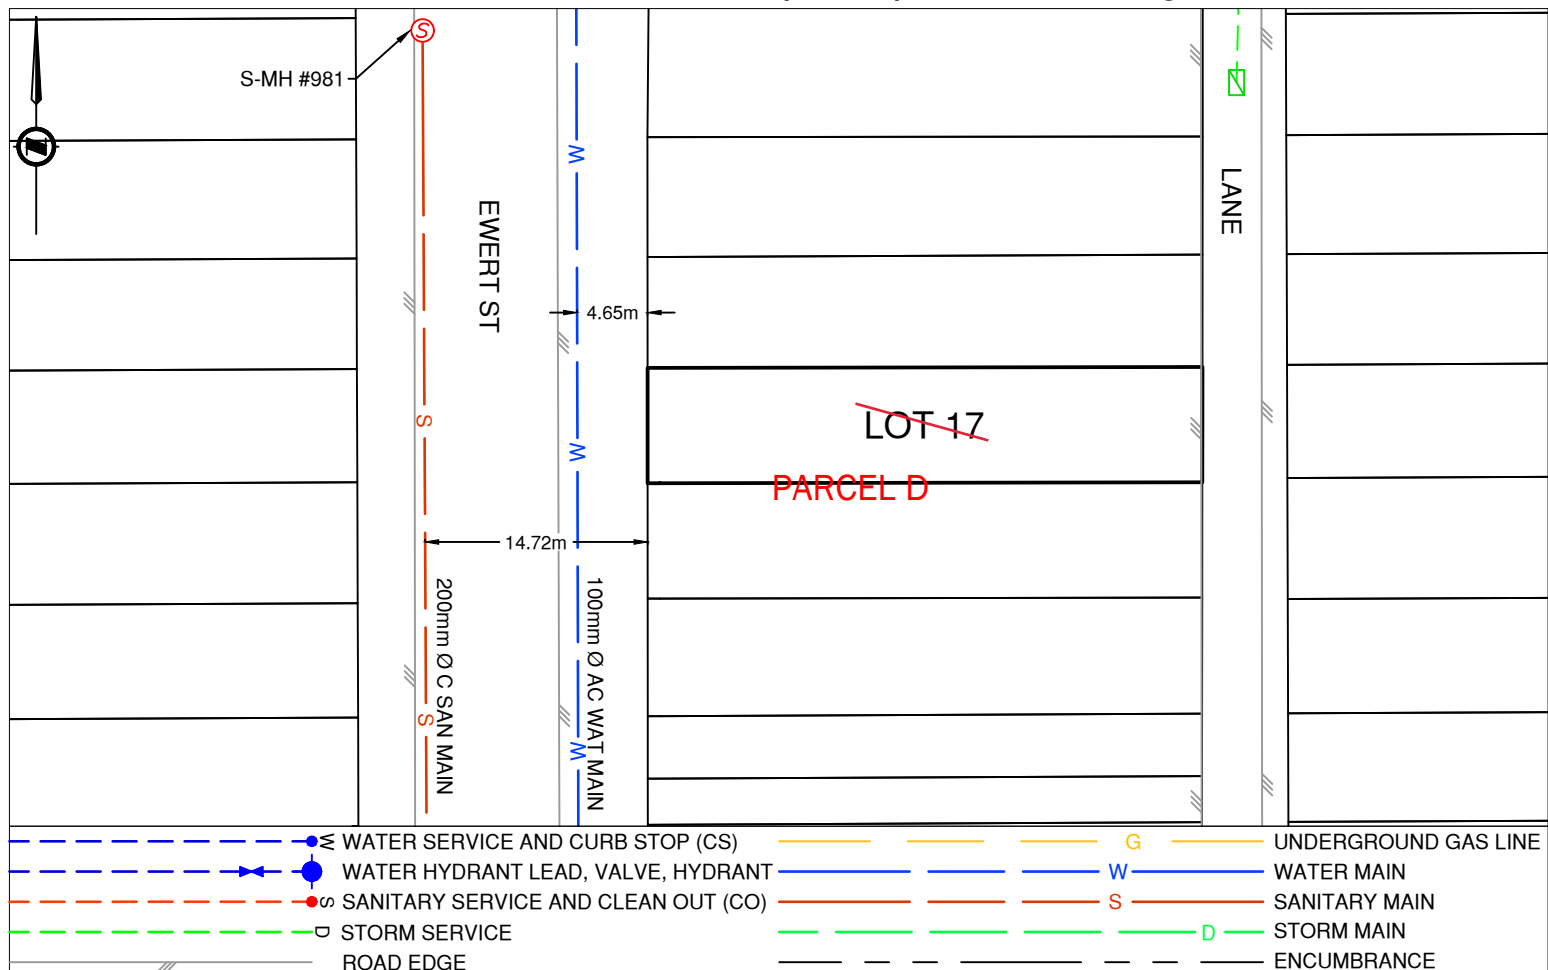 S
S-MH #981
W
EWERT ST
LANE
4.65m
LOT 17
S
W
PARCEL D
14.72m
200mm Ø C SAN MAIN
100mm Ø AC WAT MAIN
S
W
W WATER SERVICE AND CURB STOP (CS)
WATER HYDRANT LEAD, VALVE, HYDRANT
S SANITARY SERVICE AND CLEAN OUT (CO)
D STORM SERVICE
ROAD EDGE
G UNDERGROUND GAS LINE
W WATER MAIN
S SANITARY MAIN
D STORM MAIN
ENCUMBRANCE